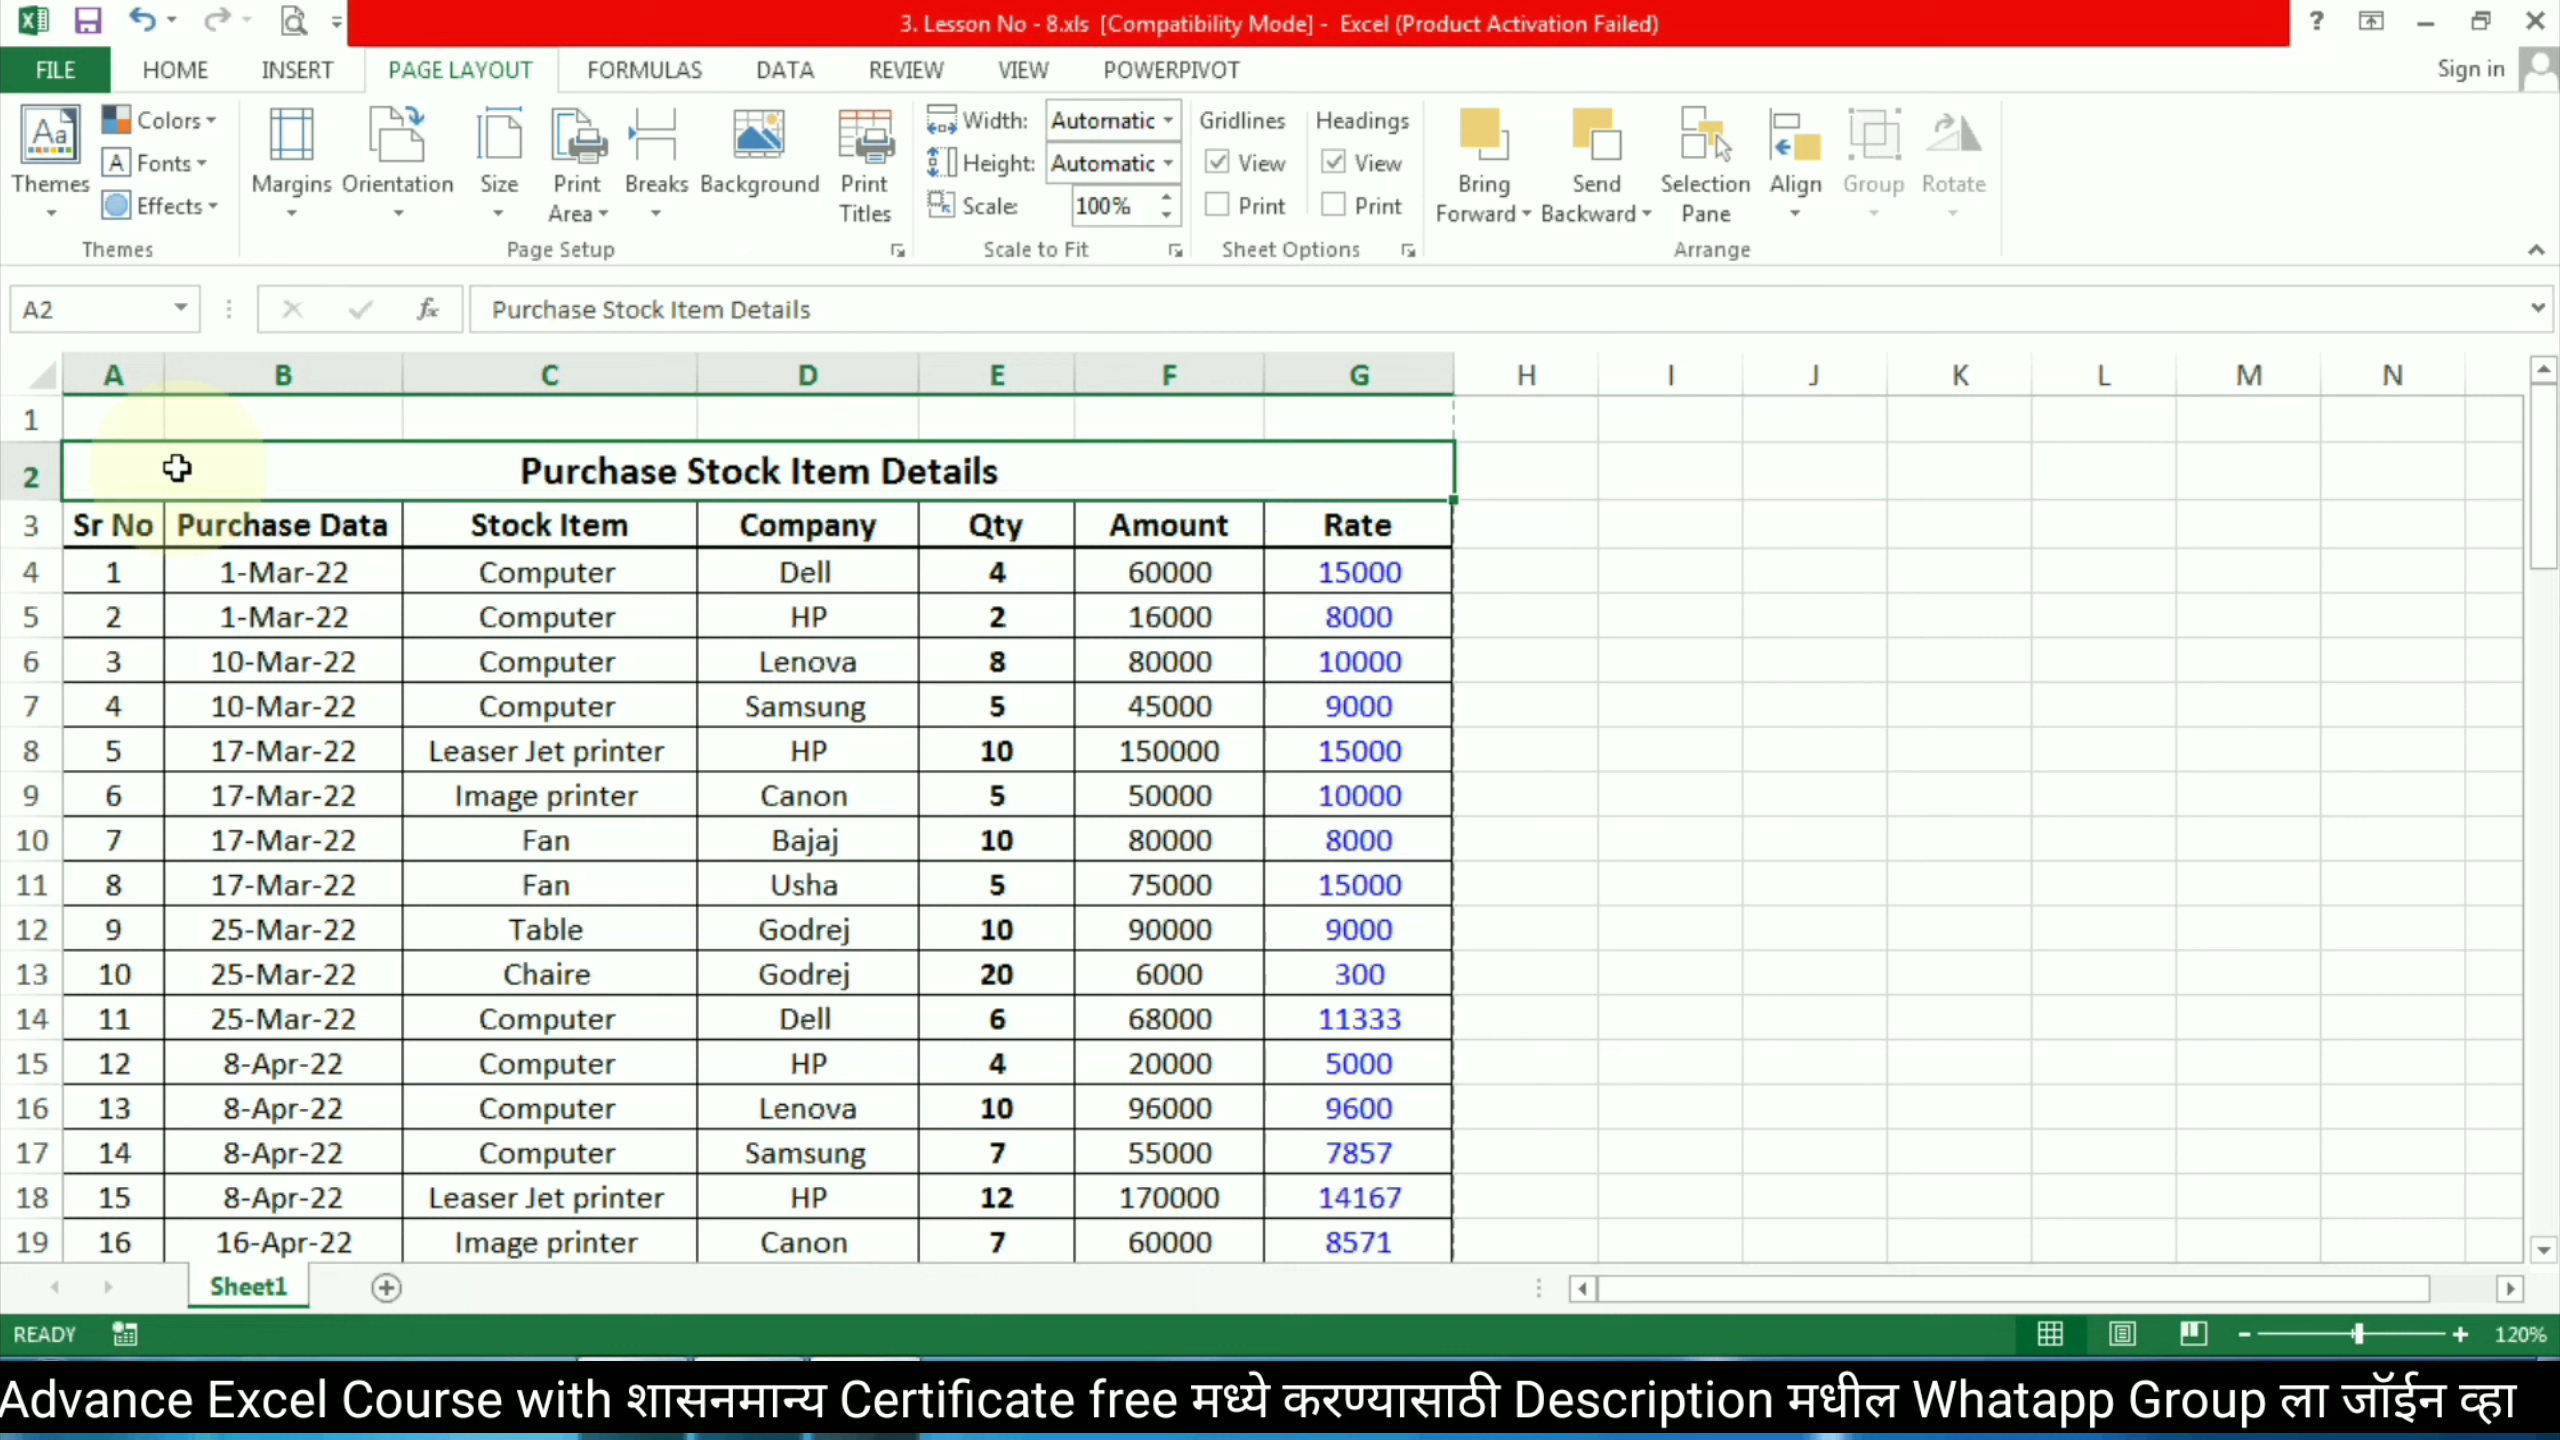 3. Lesson No - 8.xls [Compatibility Mode] - Excel (Product Activation Failed)
FILE HOME INSERT PAGE LAYOUT FORMULAS DATA REVIEW VIEW POWERPIVOT Sign in
Aa Themes
Colors
A Fonts
Effects
Themes
Margins Orientation Size Print Area Breaks Background Print Titles
Page Setup
Width: Automatic
Height: Automatic
Scale: 100%
Scale to Fit
Gridlines Headings
View View
Print Print
Sheet Options
Bring Forward Send Backward Selection Pane Align Group Rotate
Arrange
A2 fx Purchase Stock Item Details
A B C D E F G H I J K L M N
1
2 Purchase Stock Item Details
3 Sr No Purchase Data Stock Item Company Qty Amount Rate
4 1 1-Mar-22 Computer Dell 4 60000 15000
5 2 1-Mar-22 Computer HP 2 16000 8000
6 3 10-Mar-22 Computer Lenova 8 80000 10000
7 4 10-Mar-22 Computer Samsung 5 45000 9000
8 5 17-Mar-22 Leaser Jet printer HP 10 150000 15000
9 6 17-Mar-22 Image printer Canon 5 50000 10000
10 7 17-Mar-22 Fan Bajaj 10 80000 8000
11 8 17-Mar-22 Fan Usha 5 75000 15000
12 9 25-Mar-22 Table Godrej 10 90000 9000
13 10 25-Mar-22 Chaire Godrej 20 6000 300
14 11 25-Mar-22 Computer Dell 6 68000 11333
15 12 8-Apr-22 Computer HP 4 20000 5000
16 13 8-Apr-22 Computer Lenova 10 96000 9600
17 14 8-Apr-22 Computer Samsung 7 55000 7857
18 15 8-Apr-22 Leaser Jet printer HP 12 170000 14167
19 16 16-Apr-22 Image printer Canon 7 60000 8571
Sheet1
READY 120%
Advance Excel Course with शासनमान्य Certificate free मध्ये करण्यासाठी Description मधील Whatapp Group ला जॉईन व्हा